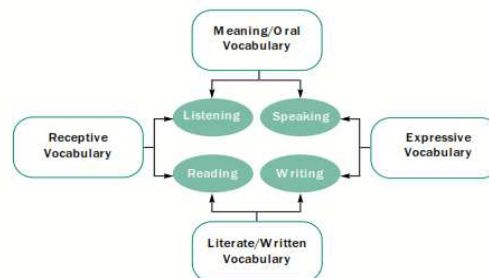 Meaning/Oral
Vocabulary
Listening
Speaking
Receptive
Vocabulary
Expressive
Vocabulary
Reading
Writing
Literate/Written
Vocabulary